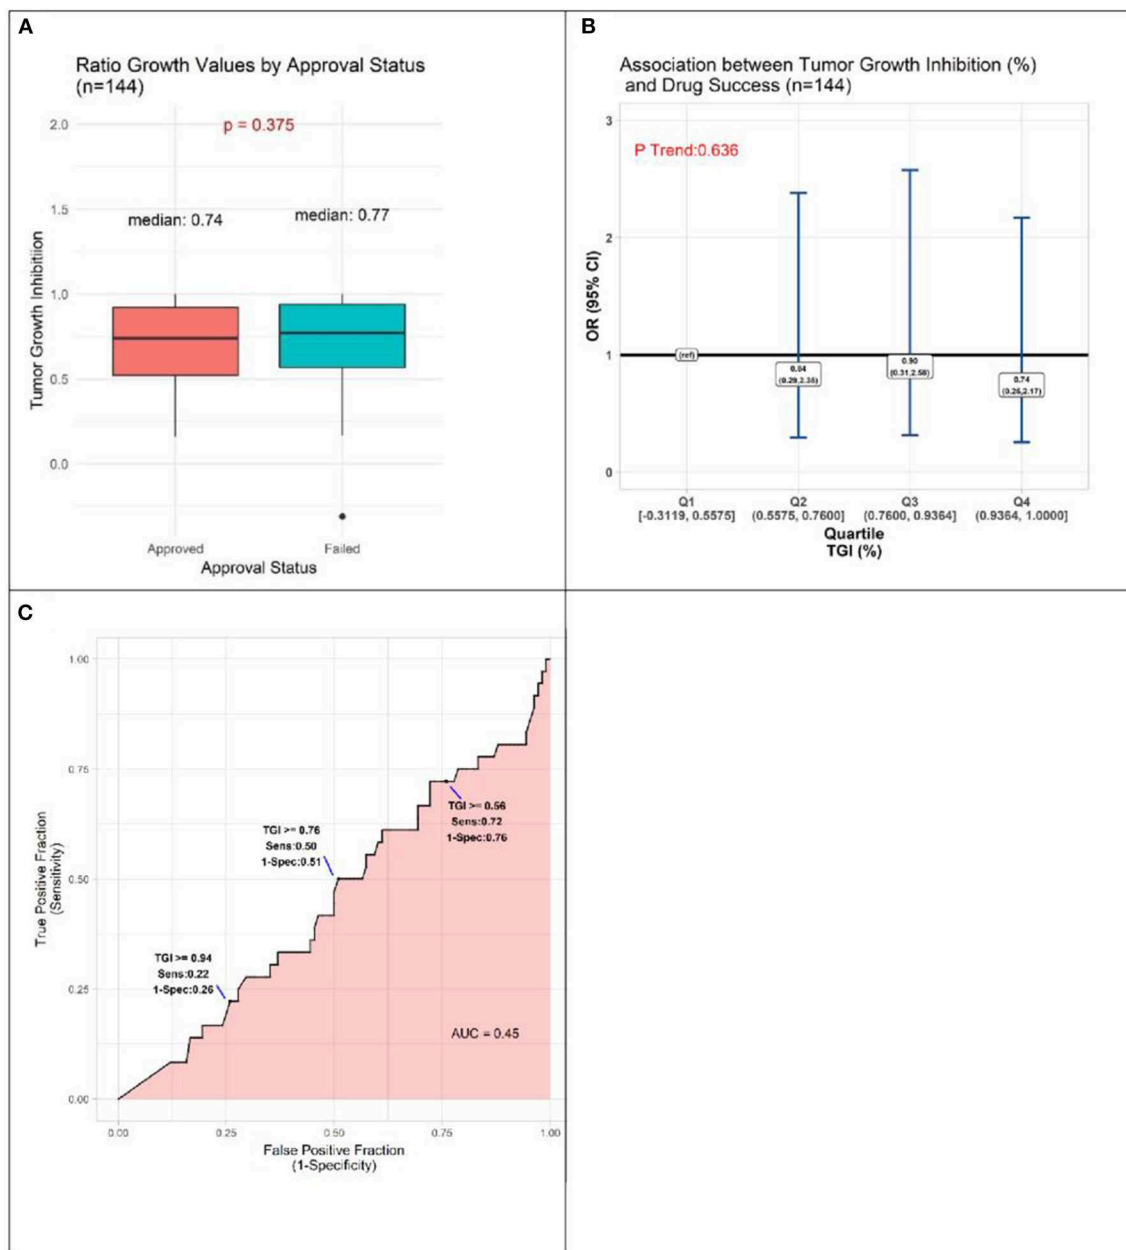 A
Ratio Growth Values by Approval Status
(n=144)
p = 0.375
median: 0.74
median: 0.77
2.0
1.5
1.0
0.5
0.0
Tumor Growth Inhibitiion
Approved
Failed
Approval Status
B
Association between Tumor Growth Inhibition (%)
and Drug Success (n=144)
P Trend:0.636
3
2
1
0
OR (95% CI)
(ref)
0.84
(0.29,2.38)
0.90
(0.31,2.58)
0.74
(0.25,2.17)
Q1
[-0.3119, 0.5575]
Q2
(0.5575, 0.7600]
Q3
(0.7600, 0.9364]
Q4
(0.9364, 1.0000]
Quartile
TGI (%)
C
1.00
0.75
0.50
0.25
0.00
True Positive Fraction
(Sensitivity)
TGI >= 0.56
Sens:0.72
1-Spec:0.76
TGI >= 0.76
Sens:0.50
1-Spec:0.51
TGI >= 0.94
Sens:0.22
1-Spec:0.26
AUC = 0.45
0.00
0.25
0.50
0.75
1.00
False Positive Fraction
(1-Specificity)